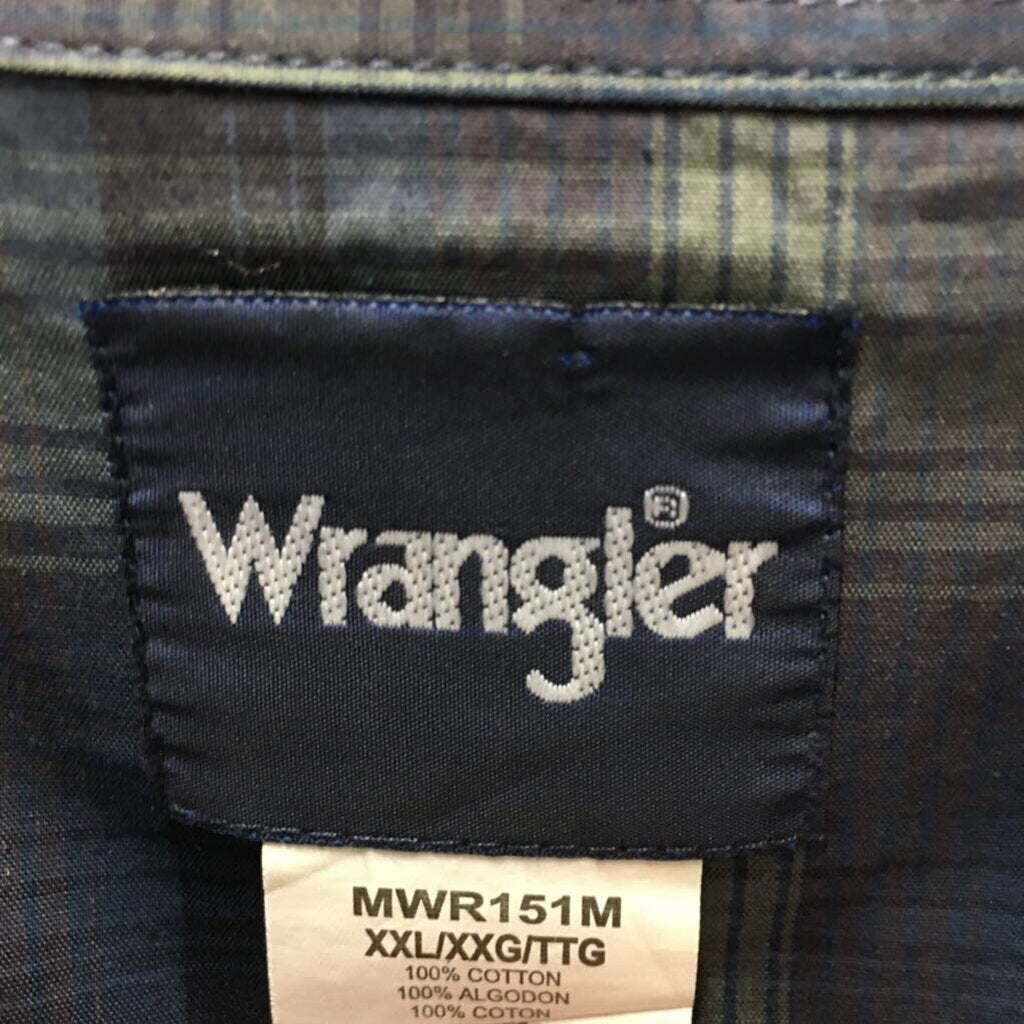 Wrangler®
MWR151M
XXL/XXG/TTG
100% COTTON
100% ALGODON
100% COTON